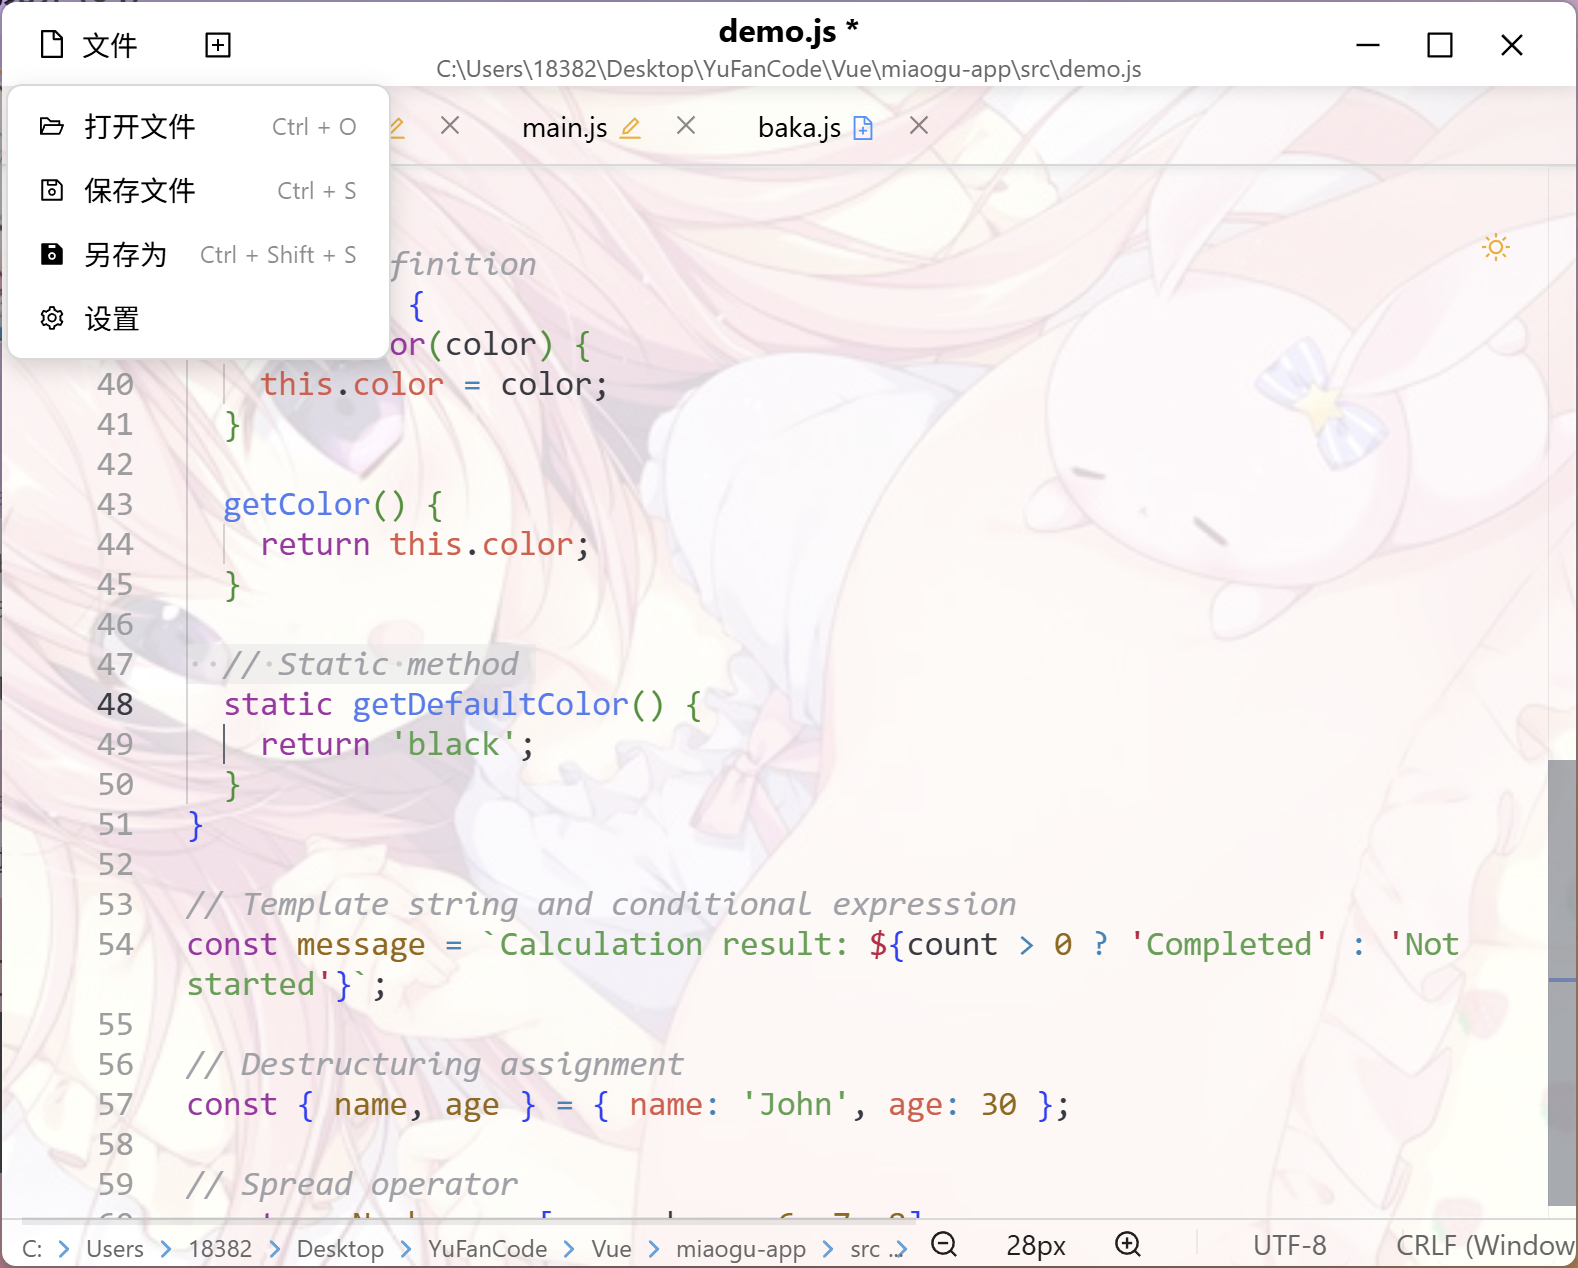 文件
demo.js *
C:\Users\18382\Desktop\YuFanCode\Vue\miaogu-app\src\demo.js
打开文件 Ctrl + O
保存文件 Ctrl + S
另存为 Ctrl + Shift + S
设置
main.js
baka.js
finition
{
or(color) {
40 this.color = color;
41 }
42
43 getColor() {
44 return this.color;
45 }
46
47 // Static method
48 static getDefaultColor() {
49 return 'black';
50 }
51 }
52
53 // Template string and conditional expression
54 const message = `Calculation result: ${count > 0 ? 'Completed' : 'Not
started'}`;
55
56 // Destructuring assignment
57 const { name, age } = { name: 'John', age: 30 };
58
59 // Spread operator
C: > Users > 18382 > Desktop > YuFanCode > Vue > miaogu-app > src ... >
28px
UTF-8
CRLF (Window